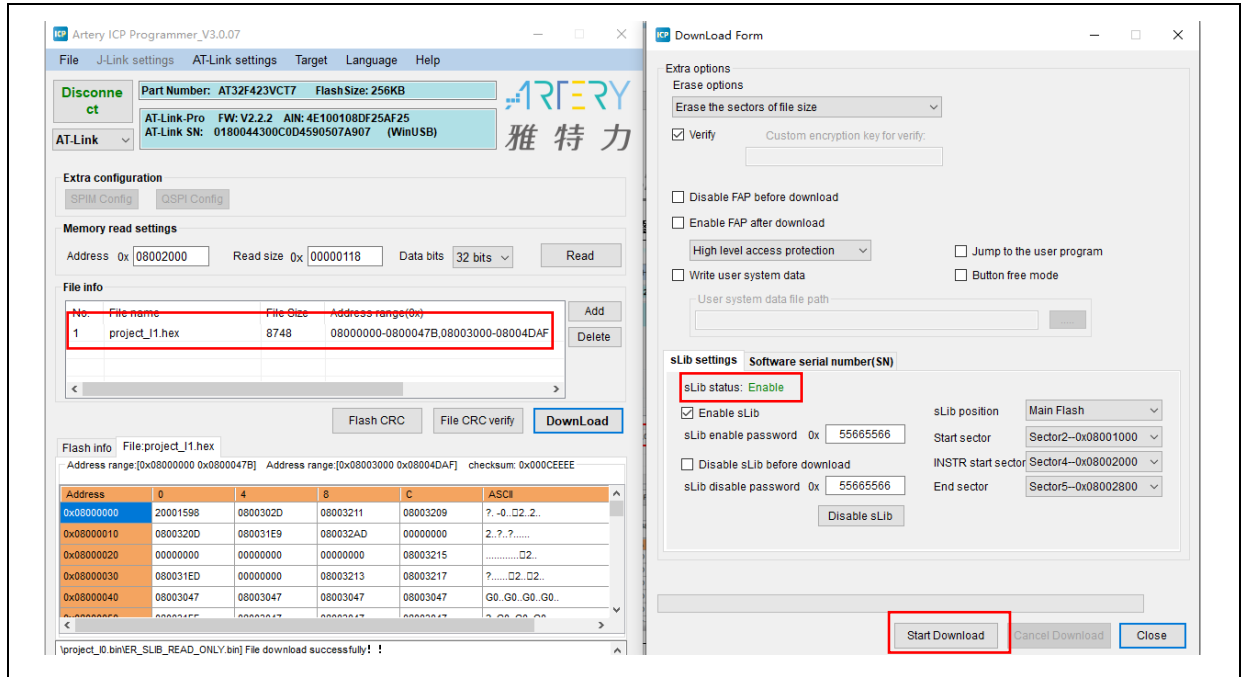 Artery ICP Programmer_V3.0.07
File J-Link settings AT-Link settings Target Language Help
Disconne
ct
Part Number: AT32F423VCT7 FlashSize: 256KB
AT-Link-Pro FW: V2.2.2 AIN: 4E100108DF25AF25
AT-Link SN: 0180044300C0D4590507A907 (WinUSB)
AT-Link
ARTERY
雅特力
Extra configuration
SPIM Config QSPI Config
Memory read settings
Address 0x 08002000 Read size 0x 00000118 Data bits 32 bits Read
File info
No. File name File Size Address range(0x)
1 project_l1.hex 8748 08000000-0800047B,08003000-08004DAF
Add
Delete
Flash CRC File CRC verify DownLoad
Flash info File:project_l1.hex
Address range:[0x08000000 0x0800047B] Address range:[0x08003000 0x08004DAF] checksum: 0x000CEEEE
Address 0 4 8 C ASCII
0x08000000 20001598 0800302D 08003211 08003209 ?. -0..□2..2..
0x08000010 0800320D 080031E9 080032AD 00000000 2..?..?......
0x08000020 00000000 00000000 00000000 08003215 ............□2..
0x08000030 080031ED 00000000 08003213 08003217 ?......□2..□2..
0x08000040 08003047 08003047 08003047 08003047 G0..G0..G0..G0..
\project_l0.bin\ER_SLIB_READ_ONLY.bin] File download successfully! !
DownLoad Form
Extra options
Erase options
Erase the sectors of file size
Verify Custom encryption key for verify:
Disable FAP before download
Enable FAP after download
High level access protection Jump to the user program
Write user system data Button free mode
User system data file path
sLib settings Software serial number(SN)
sLib status: Enable
Enable sLib sLib position Main Flash
sLib enable password 0x 55665566 Start sector Sector2--0x08001000
Disable sLib before download INSTR start sector Sector4--0x08002000
sLib disable password 0x 55665566 End sector Sector5--0x08002800
Disable sLib
Start Download Cancel Download Close